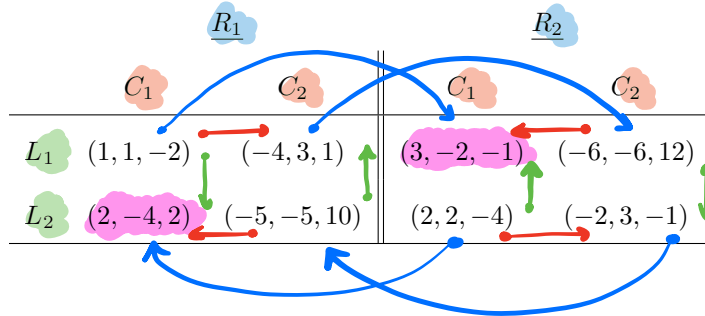 R_1 R_2
C_1 C_2 C_1 C_2
L_1 (1, 1, −2) (−4, 3, 1) (3, −2, −1) (−6, −6, 12)
L_2 (2, −4, 2) (−5, −5, 10) (2, 2, −4) (−2, 3, −1)